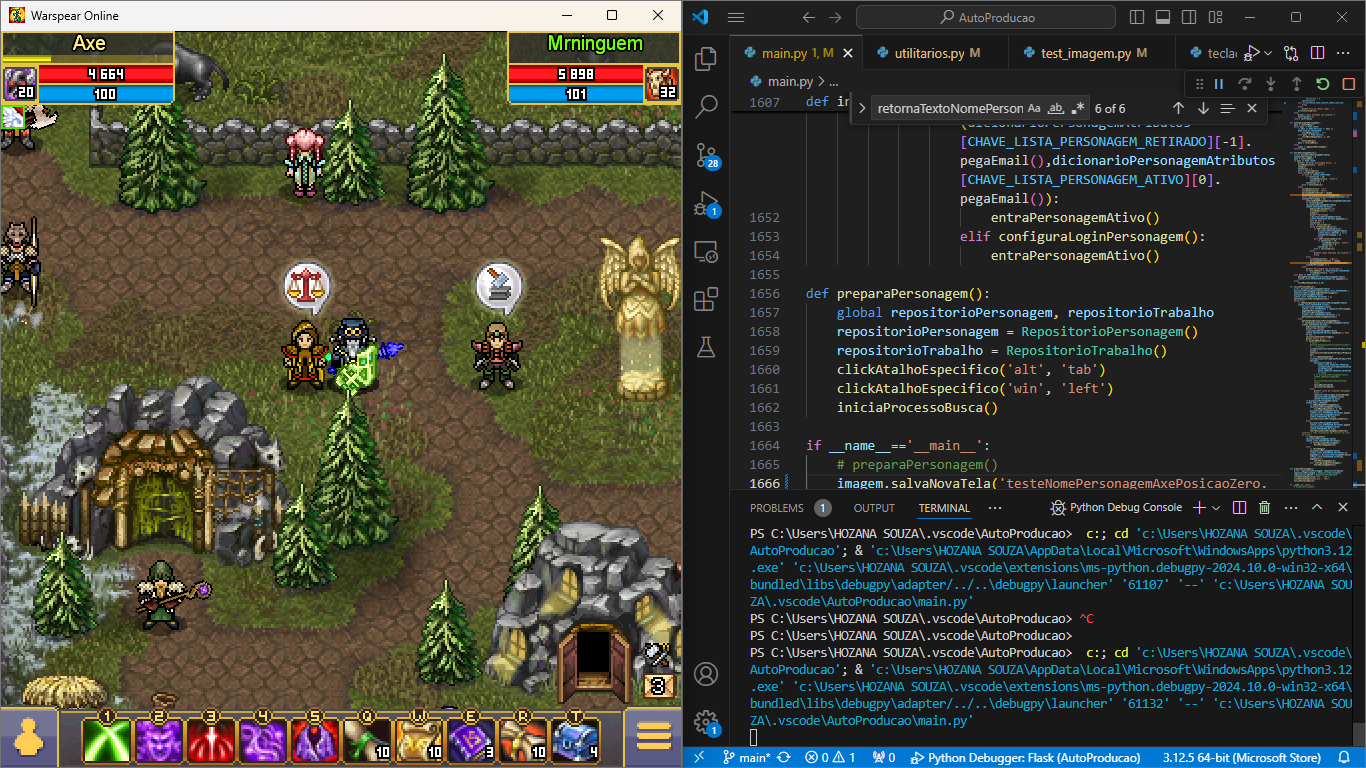 Warspear Online
Axe
4 664
20
100
Mrninguem
5 898
101
32
3
1
2
3
4
5
Q
W
E
R
T
10
10
3
10
4
AutoProducao
main.py 1, M
utilitarios.py M
test_imagem.py M
tecla
main.py > ...
retornaTextoNomePerson
Aa
ab
.*
6 of 6
1607 def in
[CHAVE_LISTA_PERSONAGEM_RETIRADO][-1].
pegaEmail(),dicionarioPersonagemAtributos
[CHAVE_LISTA_PERSONAGEM_ATIVO][0].
pegaEmail()):
1652 entraPersonagemAtivo()
1653 elif configuraLoginPersonagem():
1654 entraPersonagemAtivo()
1655
1656 def preparaPersonagem():
1657 global repositorioPersonagem, repositorioTrabalho
1658 repositorioPersonagem = RepositorioPersonagem()
1659 repositorioTrabalho = RepositorioTrabalho()
1660 clickAtalhoEspecifico('alt', 'tab')
1661 clickAtalhoEspecifico('win', 'left')
1662 iniciaProcessoBusca()
1663
1664 if __name__=='__main__':
1665 # preparaPersonagem()
1666 imagem.salvaNovaTela('testeNomePersonagemAxePosicaoZero.
28
1
1
PROBLEMS 1 OUTPUT TERMINAL ... Python Debug Console
PS C:\Users\HOZANA SOUZA\.vscode\AutoProducao> c:; cd 'c:\Users\HOZANA SOUZA\.vscode\
AutoProducao'; & 'c:\Users\HOZANA SOUZA\AppData\Local\Microsoft\WindowsApps\python3.12
.exe' 'c:\Users\HOZANA SOUZA\.vscode\extensions\ms-python.debugpy-2024.10.0-win32-x64\
bundled\libs\debugpy\adapter/../..\debugpy\launcher' '61107' '--' 'c:\Users\HOZANA SOU
ZA\.vscode\AutoProducao\main.py'
PS C:\Users\HOZANA SOUZA\.vscode\AutoProducao> ^C
PS C:\Users\HOZANA SOUZA\.vscode\AutoProducao>
PS C:\Users\HOZANA SOUZA\.vscode\AutoProducao> c:; cd 'c:\Users\HOZANA SOUZA\.vscode\
AutoProducao'; & 'c:\Users\HOZANA SOUZA\AppData\Local\Microsoft\WindowsApps\python3.12
.exe' 'c:\Users\HOZANA SOUZA\.vscode\extensions\ms-python.debugpy-2024.10.0-win32-x64\
bundled\libs\debugpy\adapter/../..\debugpy\launcher' '61132' '--' 'c:\Users\HOZANA SOU
ZA\.vscode\AutoProducao\main.py'
main* 0 1 0 Python Debugger: Flask (AutoProducao) 3.12.5 64-bit (Microsoft Store)